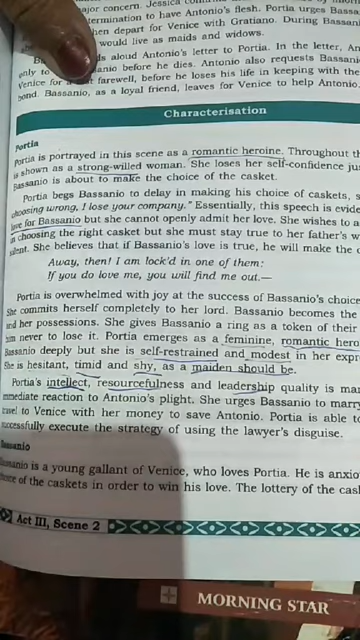 major concern. Jessica
termination to have Antonio's flesh. Portia urges Bassa
hen depart for Venice with Gratiano. During Bassan
would live as maids and widows.
ds aloud Antonio's letter to Portia. In the letter, An
only to anio before he dies. Antonio also requests Bassani
Venice for a farewell, before he loses his life in keeping with the
bond. Bassanio, as a loyal friend, leaves for Venice to help Antonio.
Characterisation
Portia
Portia is portrayed in this scene as a romantic heroine. Throughout th
is shown as a strong-willed woman. She loses her self-confidence jus
Bassanio is about to make the choice of the casket.
Portia begs Bassanio to delay in making his choice of caskets, s
choosing wrong, I lose your company." Essentially, this speech is evide
love for Bassanio but she cannot openly admit her love. She wishes to a
in choosing the right casket but she must stay true to her father's w
silent. She believes that if Bassanio's love is true, he will make the c
Away, then! I am lock'd in one of them;
If you do love me, you will find me out.—
Portia is overwhelmed with joy at the success of Bassanio's choice
She commits herself completely to her lord. Bassanio becomes the
and her possessions. She gives Bassanio a ring as a token of their
him never to lose it. Portia emerges as a feminine, romantic hero
Bassanio deeply but she is self-restrained and modest in her expr
She is hesitant, timid and shy, as a maiden should be.
Portia's intellect, resourcefulness and leadership quality is ma
immediate reaction to Antonio's plight. She urges Bassanio to marr
travel to Venice with her money to save Antonio. Portia is able to
successfully execute the strategy of using the lawyer's disguise.
Bassanio
Bassanio is a young gallant of Venice, who loves Portia. He is anxio
choice of the caskets in order to win his love. The lottery of the cas
Act III, Scene 2
MORNING STAR